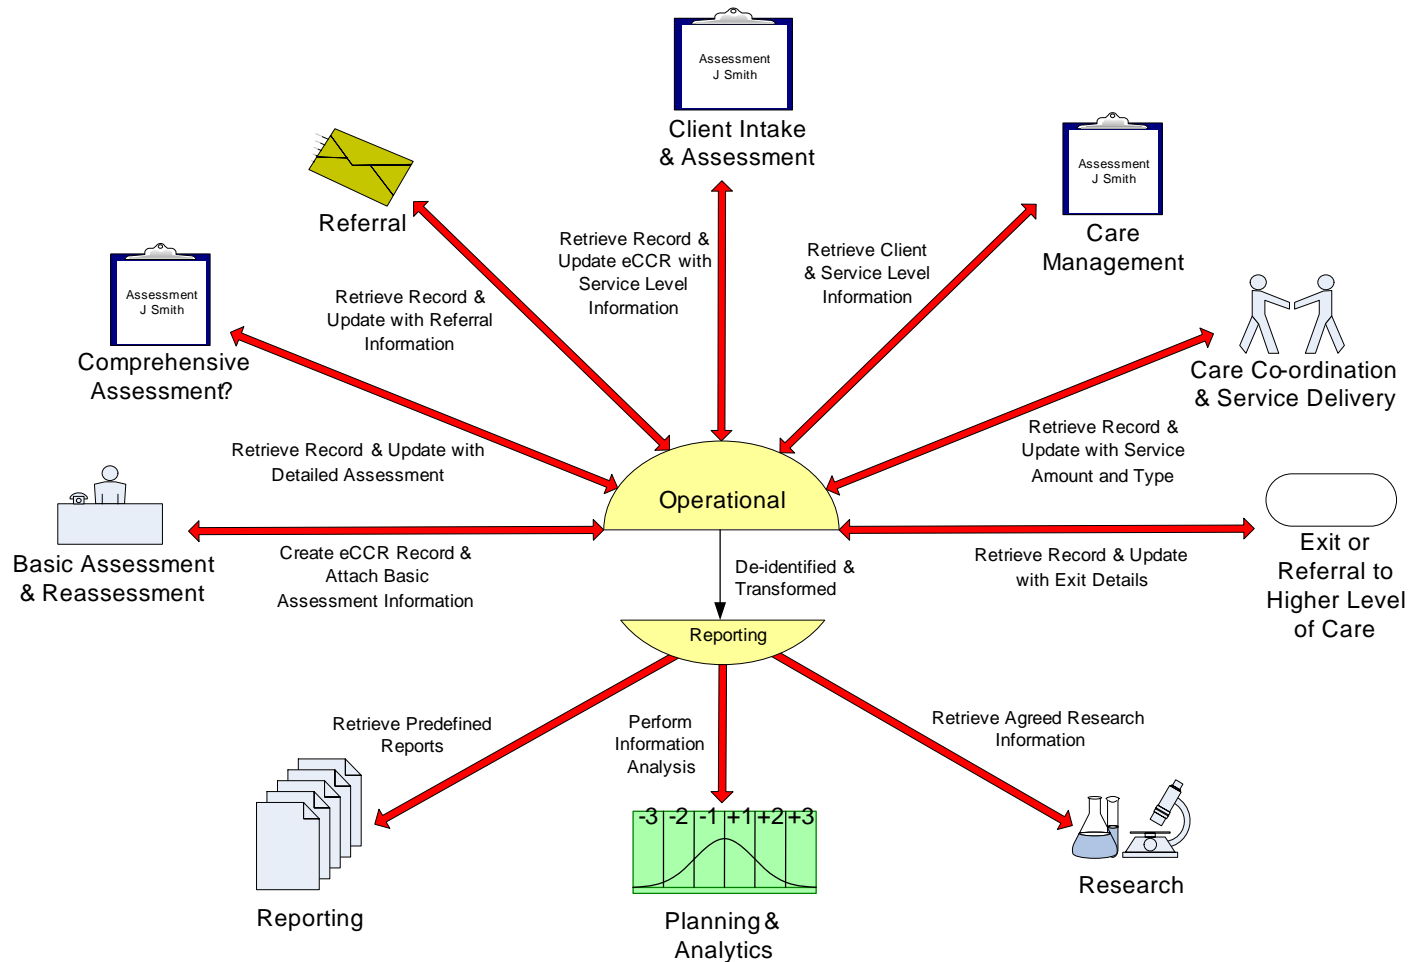 Assessment
J Smith
Client Intake
& Assessment
Assessment
J Smith
Care
Management
Referral
Retrieve Record &
Update eCCR with
Service Level
Information
Retrieve Client
& Service Level
Information
Assessment
J Smith
Comprehensive
Assessment?
Retrieve Record &
Update with Referral
Information
Care Co-ordination
& Service Delivery
Retrieve Record & Update with
Detailed Assessment
Retrieve Record &
Update with Service
Amount and Type
Operational
Basic Assessment
& Reassessment
Create eCCR Record &
Attach Basic
Assessment Information
De-identified &
Transformed
Retrieve Record & Update
with Exit Details
Exit or
Referral to
Higher Level
of Care
Reporting
Retrieve Predefined
Reports
Perform
Information
Analysis
Retrieve Agreed Research
Information
-3 -2 -1 +1 +2 +3
Reporting
Planning &
Analytics
Research